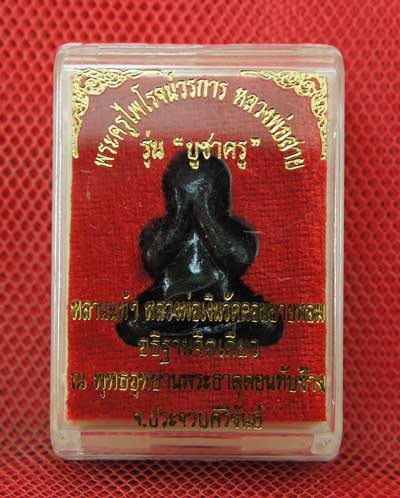 พระครูไพโรจน์วรการ หลวงพ่อสาย
รุ่น "บูชาครู"
หลานแท้ๆ หลวงพ่อเงินวัดดอนยายหอม
อธิฐานจิตเดี่ยว
ณ พุทธอุทยานพระธาตุดอนทับช้าง
จ.ประจวบคีรีขันธ์